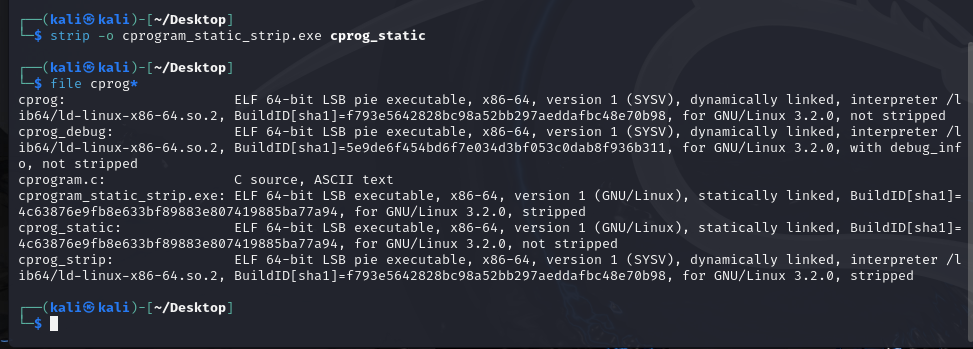 ┌──(kali㉿kali)-[~/Desktop]
└─$ strip -o cprogram_static_strip.exe cprog_static
┌──(kali㉿kali)-[~/Desktop]
└─$ file cprog*
cprog:                     ELF 64-bit LSB pie executable, x86-64, version 1 (SYSV), dynamically linked, interpreter /l
ib64/ld-linux-x86-64.so.2, BuildID[sha1]=f793e5642828bc98a52bb297aeddafbc48e70b98, for GNU/Linux 3.2.0, not stripped
cprog_debug:               ELF 64-bit LSB pie executable, x86-64, version 1 (SYSV), dynamically linked, interpreter /l
ib64/ld-linux-x86-64.so.2, BuildID[sha1]=5e9de6f454bd6f7e034d3bf053c0dab8f936b311, for GNU/Linux 3.2.0, with debug_inf
o, not stripped
cprogram.c:                C source, ASCII text
cprogram_static_strip.exe: ELF 64-bit LSB executable, x86-64, version 1 (GNU/Linux), statically linked, BuildID[sha1]=
4c63876e9fb8e633bf89883e807419885ba77a94, for GNU/Linux 3.2.0, stripped
cprog_static:              ELF 64-bit LSB executable, x86-64, version 1 (GNU/Linux), statically linked, BuildID[sha1]=
4c63876e9fb8e633bf89883e807419885ba77a94, for GNU/Linux 3.2.0, not stripped
cprog_strip:               ELF 64-bit LSB pie executable, x86-64, version 1 (SYSV), dynamically linked, interpreter /l
ib64/ld-linux-x86-64.so.2, BuildID[sha1]=f793e5642828bc98a52bb297aeddafbc48e70b98, for GNU/Linux 3.2.0, stripped
┌──(kali㉿kali)-[~/Desktop]
└─$